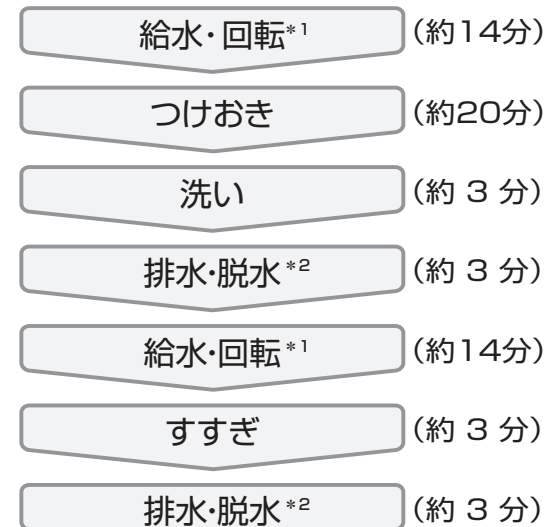 給水・回転*1 (約14分)
つけおき (約20分)
洗い (約 3 分)
排水・脱水*2 (約 3 分)
給水・回転*1 (約14分)
すすぎ (約 3 分)
排水・脱水*2 (約 3 分)